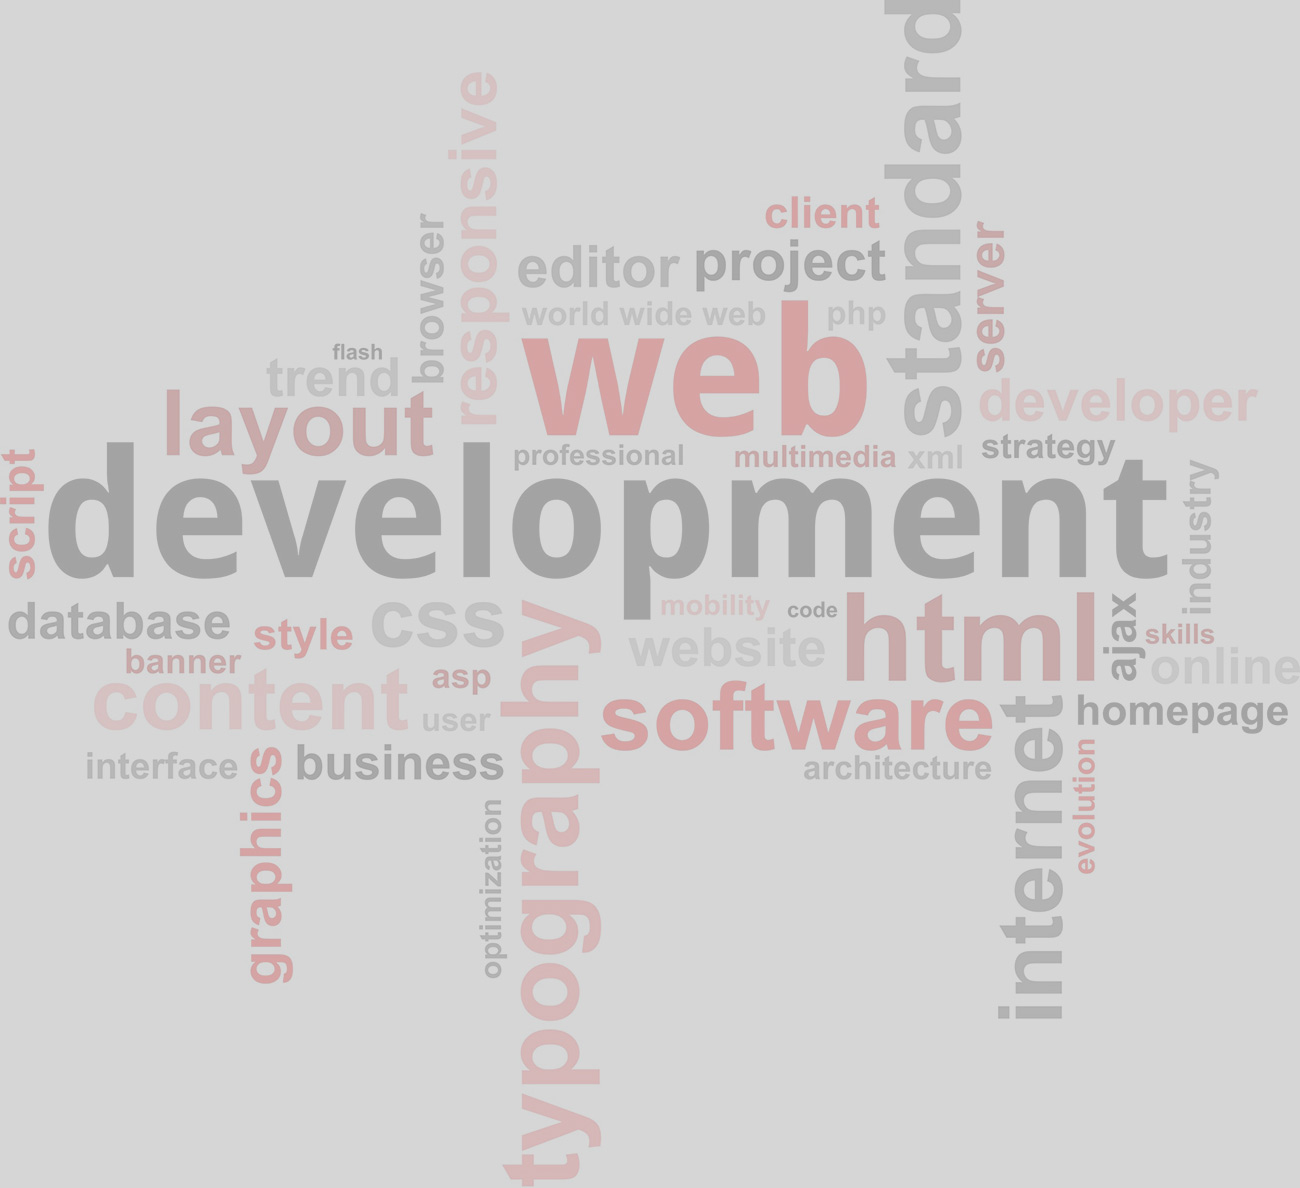 standard
responsive
client
browser
server
editor
project
world wide web
php
web
flash
trend
developer
layout
strategy
professional
multimedia
xml
script
development
industry
database
style
css
mobility
code
html
ajax
skills
website
banner
online
content
asp
typography
software
homepage
user
internet
interface
business
architecture
graphics
evolution
optimization